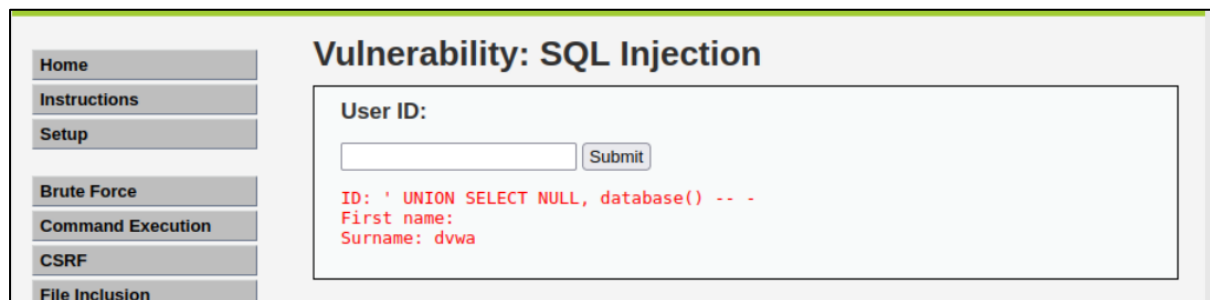 Home
Instructions
Setup
Brute Force
Command Execution
CSRF
File Inclusion
Vulnerability: SQL Injection
User ID:
Submit
ID: ' UNION SELECT NULL, database() -- -
First name:
Surname: dvwa